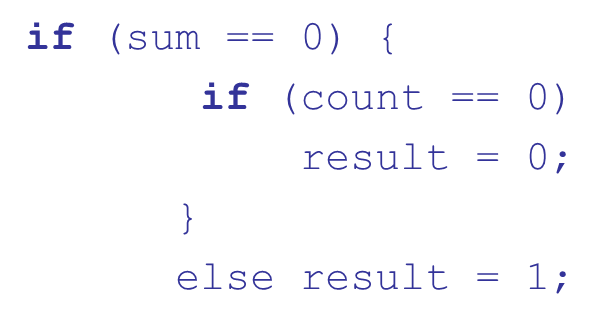 if (sum == 0) {
if (count == 0)
result = 0;
}
else result = 1;